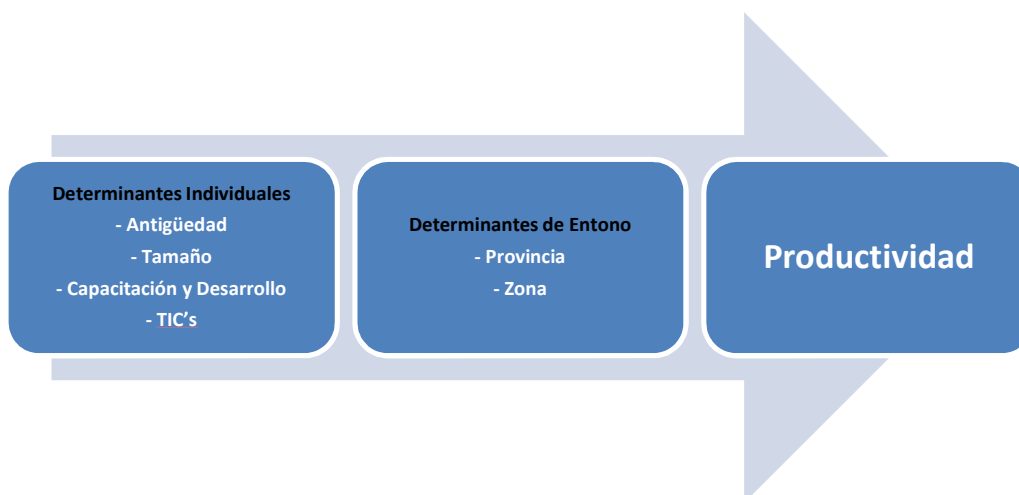 Determinantes Individuales
- Antigüedad
- Tamaño
- Capacitación y Desarrollo
- TIC’s
Determinantes de Entono
- Provincia
- Zona
Productividad